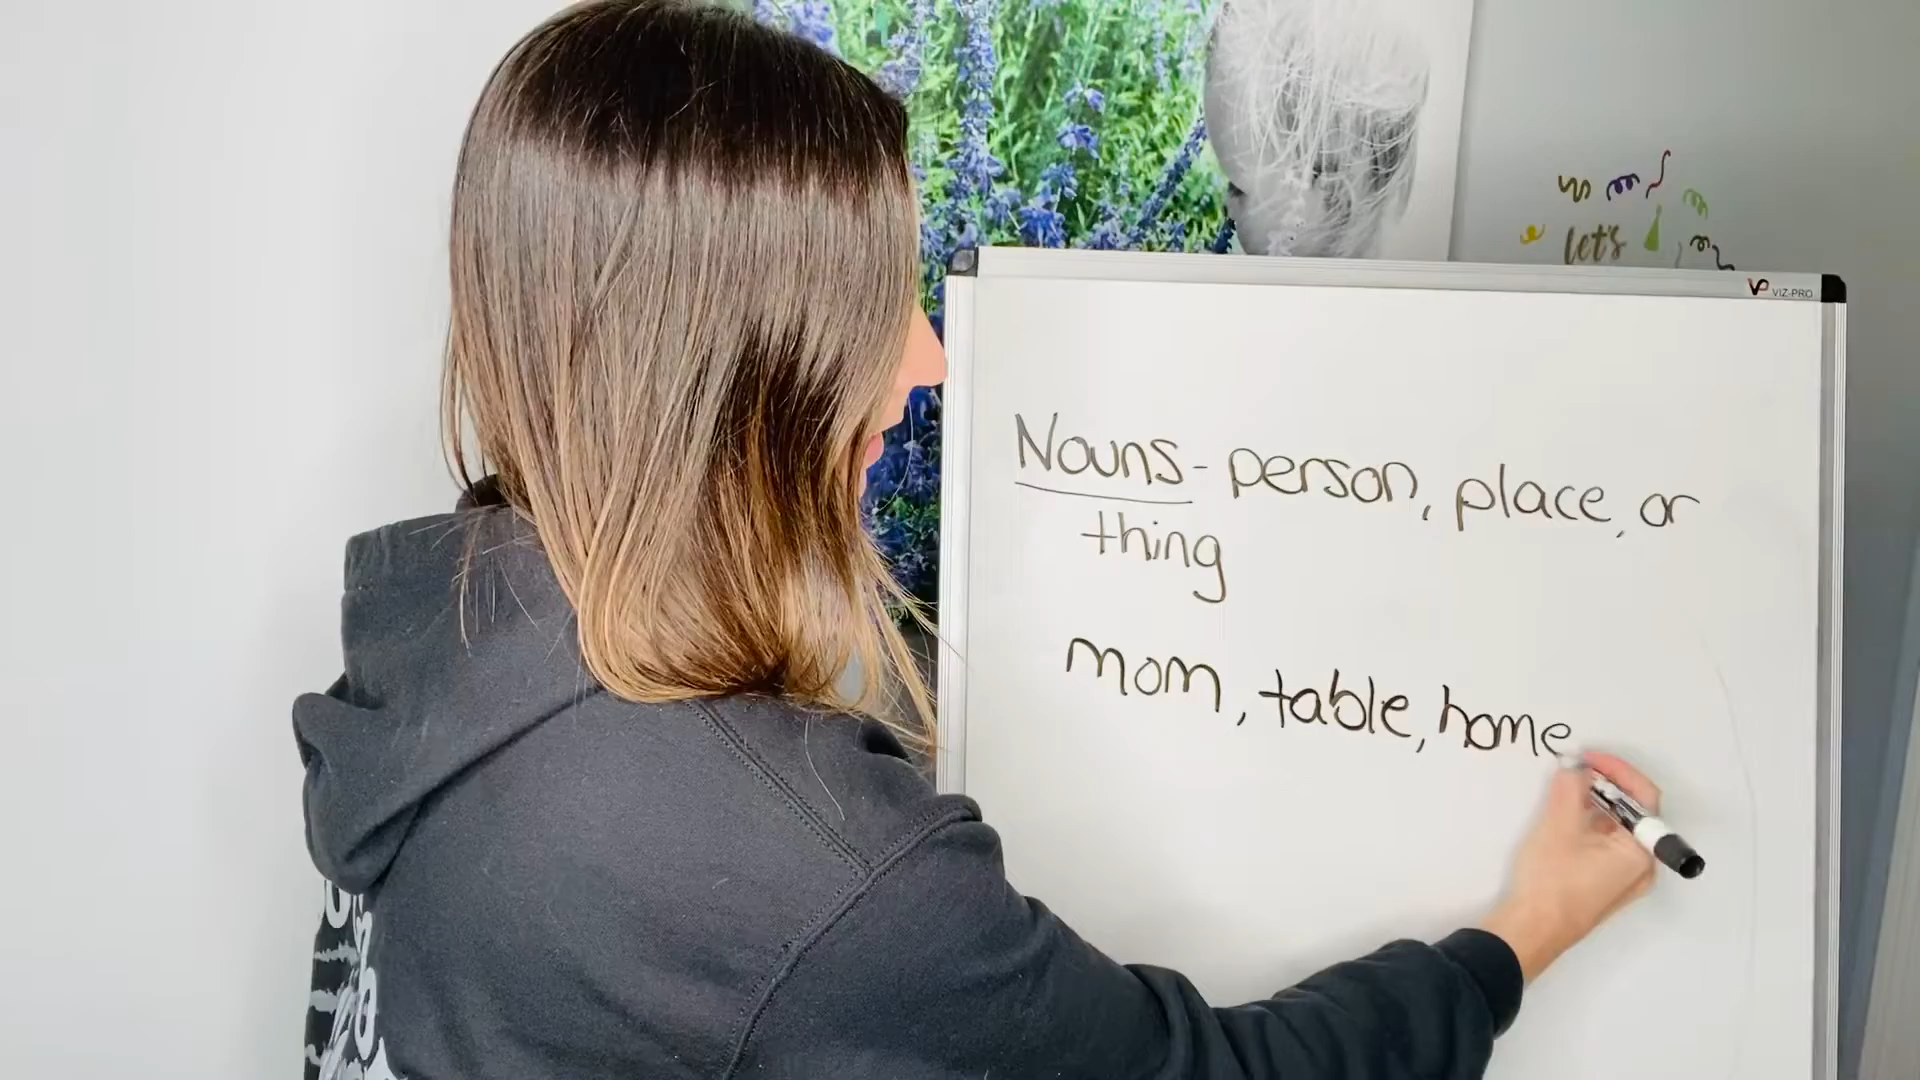 let's
VIZ-PRO
Nouns - person, place, or
thing
mom, table, home